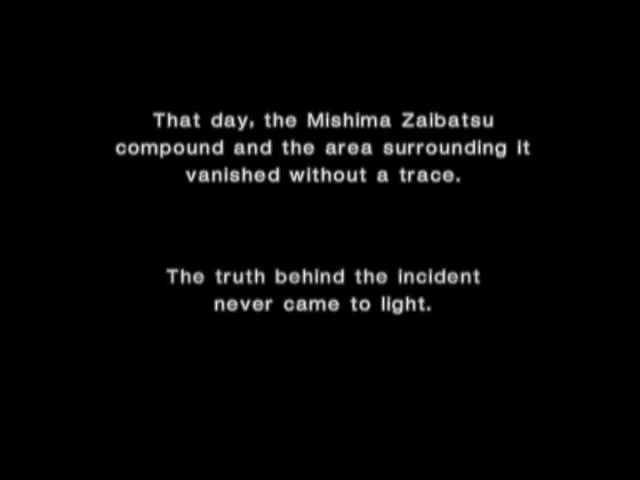 That day, the Mishima Zaibatsu
compound and the area surrounding it
vanished without a trace.
The truth behind the incident
never came to light.